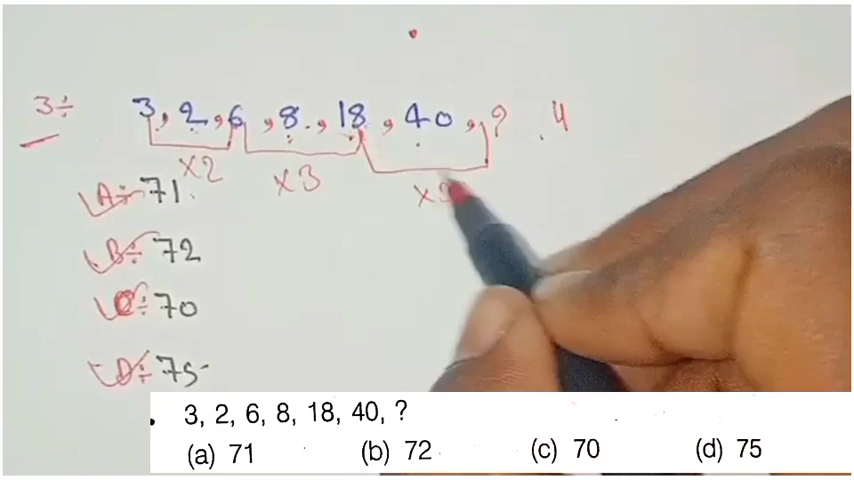 3÷ 3, 2, 6, 8, 18, 40, ? 4
×2 ×3
A÷ 71
B÷ 72
C÷ 70
D÷ 75
3, 2, 6, 8, 18, 40, ?
(a) 71 (b) 72 (c) 70 (d) 75